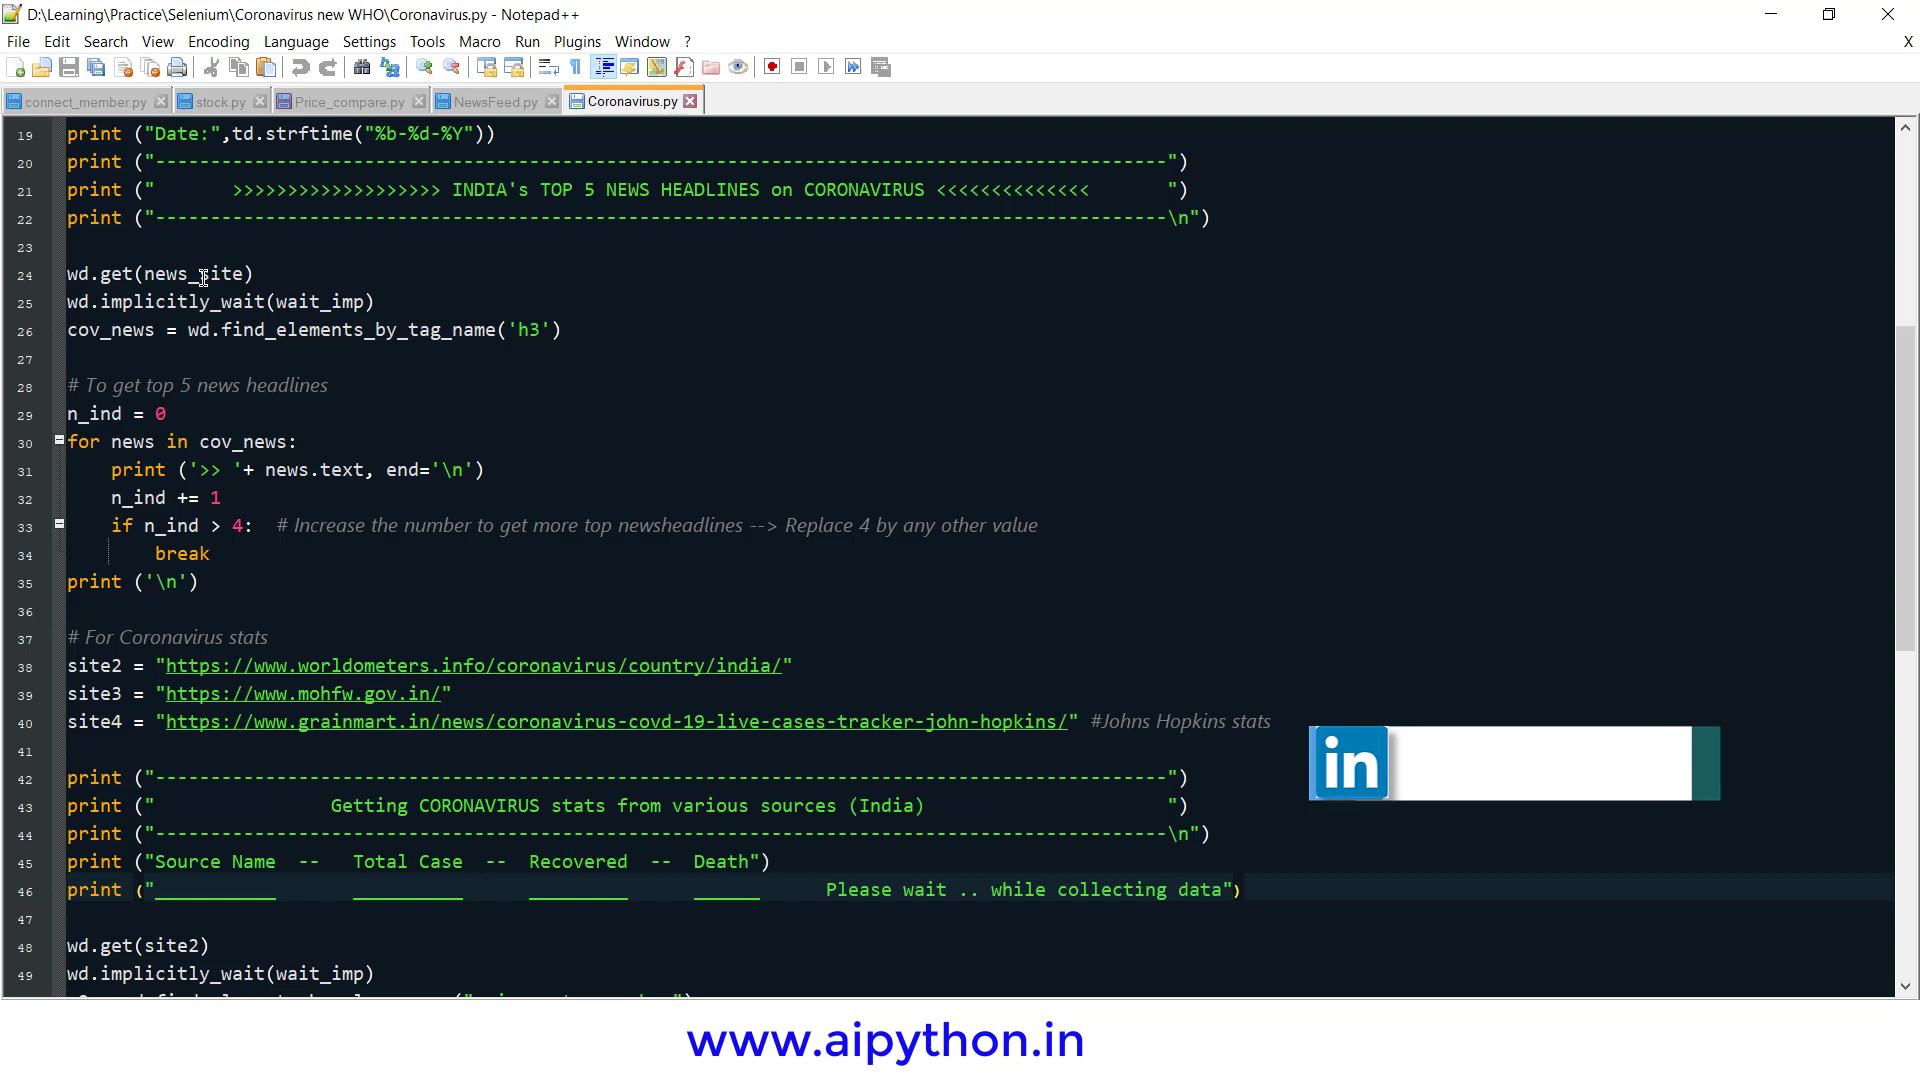 D:\Learning\Practice\Selenium\Coronavirus new WHO\Coronavirus.py - Notepad++
File Edit Search View Encoding Language Settings Tools Macro Run Plugins Window ? X
connect_member.py stock.py Price_compare.py NewsFeed.py Coronavirus.py
19 print ("Date:",td.strftime("%b-%d-%Y"))
20 print ("--------------------------------------------------------------------------------------------")
21 print ("       >>>>>>>>>>>>>>>>>>> INDIA's TOP 5 NEWS HEADLINES on CORONAVIRUS <<<<<<<<<<<<<<       ")
22 print ("--------------------------------------------------------------------------------------------\n")
23
24 wd.get(news_site)
25 wd.implicitly_wait(wait_imp)
26 cov_news = wd.find_elements_by_tag_name('h3')
27
28 # To get top 5 news headlines
29 n_ind = 0
30 for news in cov_news:
31     print ('>> '+ news.text, end='\n')
32     n_ind += 1
33     if n_ind > 4:  # Increase the number to get more top newsheadlines --> Replace 4 by any other value
34         break
35 print ('\n')
36
37 # For Coronavirus stats
38 site2 = "https://www.worldometers.info/coronavirus/country/india/"
39 site3 = "https://www.mohfw.gov.in/"
40 site4 = "https://www.grainmart.in/news/coronavirus-covd-19-live-cases-tracker-john-hopkins/" #Johns Hopkins stats
41
42 print ("--------------------------------------------------------------------------------------------")
43 print ("                Getting CORONAVIRUS stats from various sources (India)                      ")
44 print ("--------------------------------------------------------------------------------------------\n")
45 print ("Source Name  --   Total Case  --  Recovered  --  Death")
46 print ("___________       __________      _________      ______      Please wait .. while collecting data")
47
48 wd.get(site2)
49 wd.implicitly_wait(wait_imp)
in
www.aipython.in